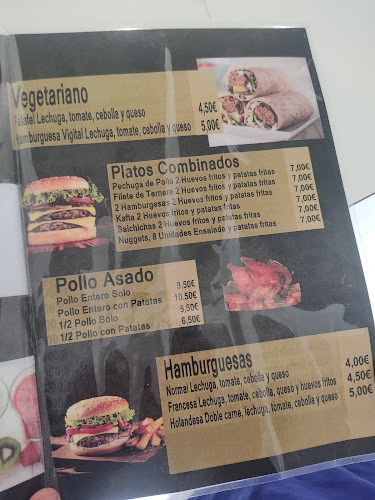 Vegetariano
Falafel Lechuga, tomate, cebolla y queso 4,50€
Hamburguesa Vigital Lechuga, tomate, cebolla y queso 5,00€
Platos Combinados
Pechuga de Pollo 2 Huevos fritos y patatas fritas 7,00€
Filete de Ternera 2 Huevos fritos y patatas fritas 7,00€
2 Hamburguesas 2 Huevos fritos y patatas fritas 7,00€
Kafta 2 Huevos fritos y patatas fritas 7,00€
Salchichas 2 Huevos fritos y patatas fritas 7,00€
Nuggets, 8 Unidades Ensalada y patatas fritas 7,00€
Pollo Asado
Pollo Entero Solo 9,50€
Pollo Entero con Patatas 10,50€
1/2 Pollo Solo 5,50€
1/2 Pollo con Patatas 6,50€
Hamburguesas
Normal Lechuga, tomate, cebolla y queso 4,00€
Francesa Lechuga, tomate, cebolla, queso y huevos fritos 4,50€
Holandesa Doble carne, lechuga, tomate, cebolla y queso 5,00€